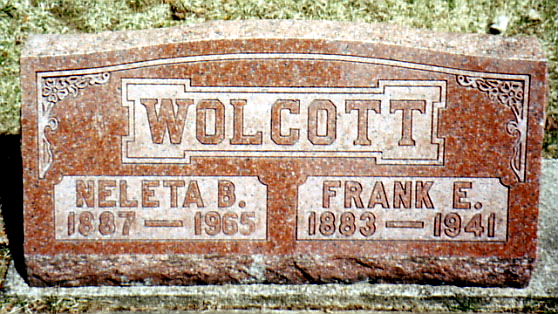 WOLCOTT
NELETA B.
1887 — 1965
FRANK E.
1883 — 1941